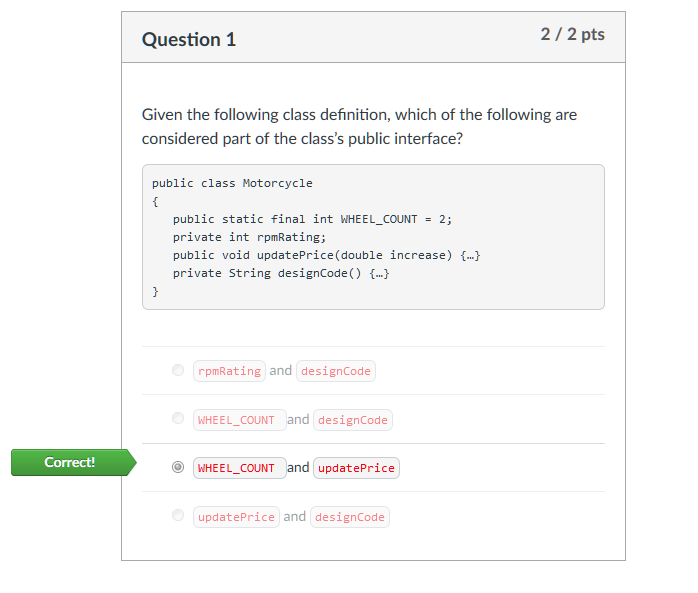 Question 1
2 / 2 pts
Given the following class definition, which of the following are
considered part of the class’s public interface?
public class Motorcycle
{
public static final int WHEEL_COUNT = 2;
private int rpmRating;
public void updatePrice(double increase) {…}
private String designCode() {…}
}
rpmRating and designCode
WHEEL_COUNT and designCode
Correct!
WHEEL_COUNT and updatePrice
updatePrice and designCode